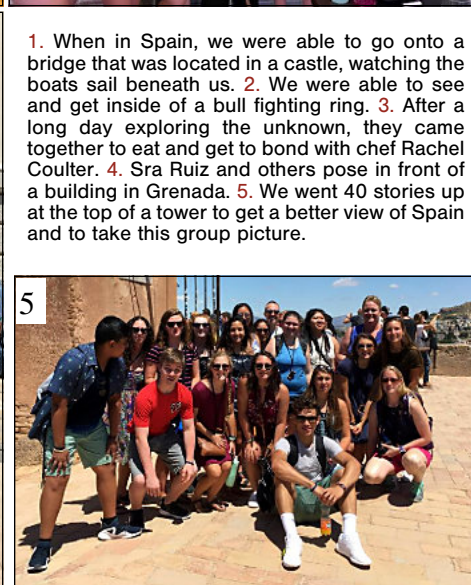 1. When in Spain, we were able to go onto a
bridge that was located in a castle, watching the
boats sail beneath us. 2. We were able to see
and get inside of a bull fighting ring. 3. After a
long day exploring the unknown, they came
together to eat and get to bond with chef Rachel
Coulter. 4. Sra Ruiz and others pose in front of
a building in Grenada. 5. We went 40 stories up
at the top of a tower to get a better view of Spain
and to take this group picture.
5